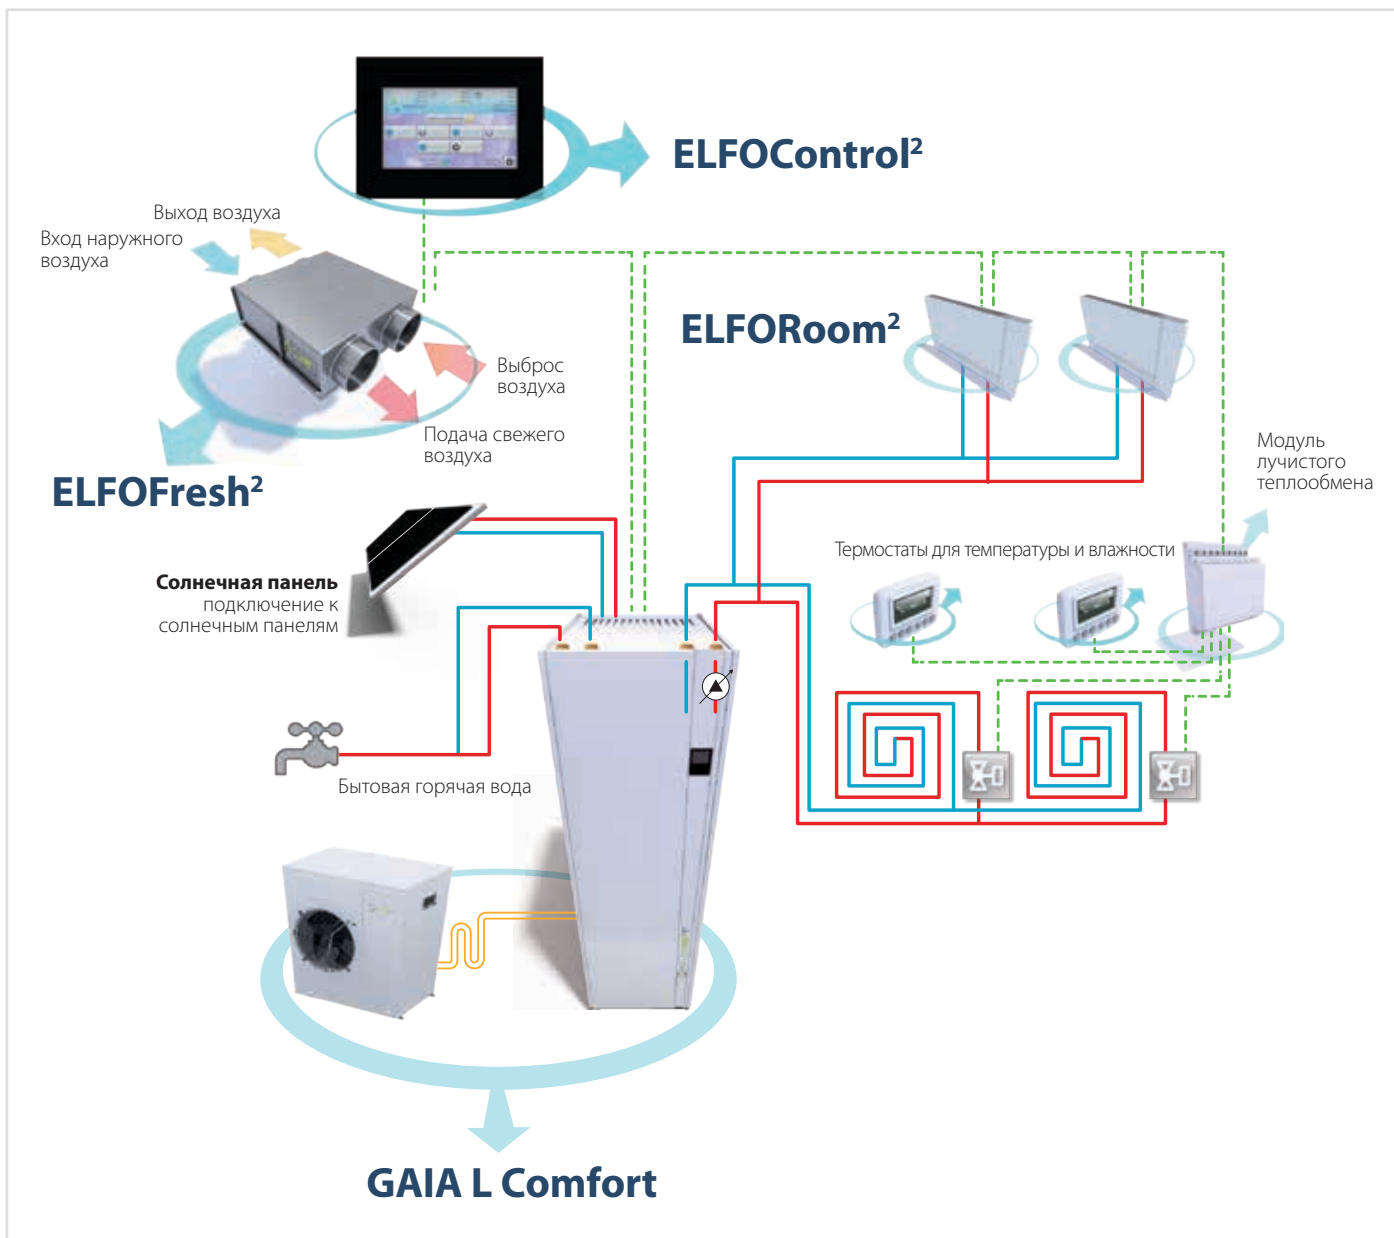 ELFOControl²
Выход воздуха
Вход наружного
воздуха
ELFORoom²
Выброс
воздуха
Подача свежего
воздуха
Модуль
лучистого
теплообмена
ELFOFresh²
Термостаты для температуры и влажности
Солнечная панель
подключение к
солнечным панелям
Бытовая горячая вода
GAIA L Comfort